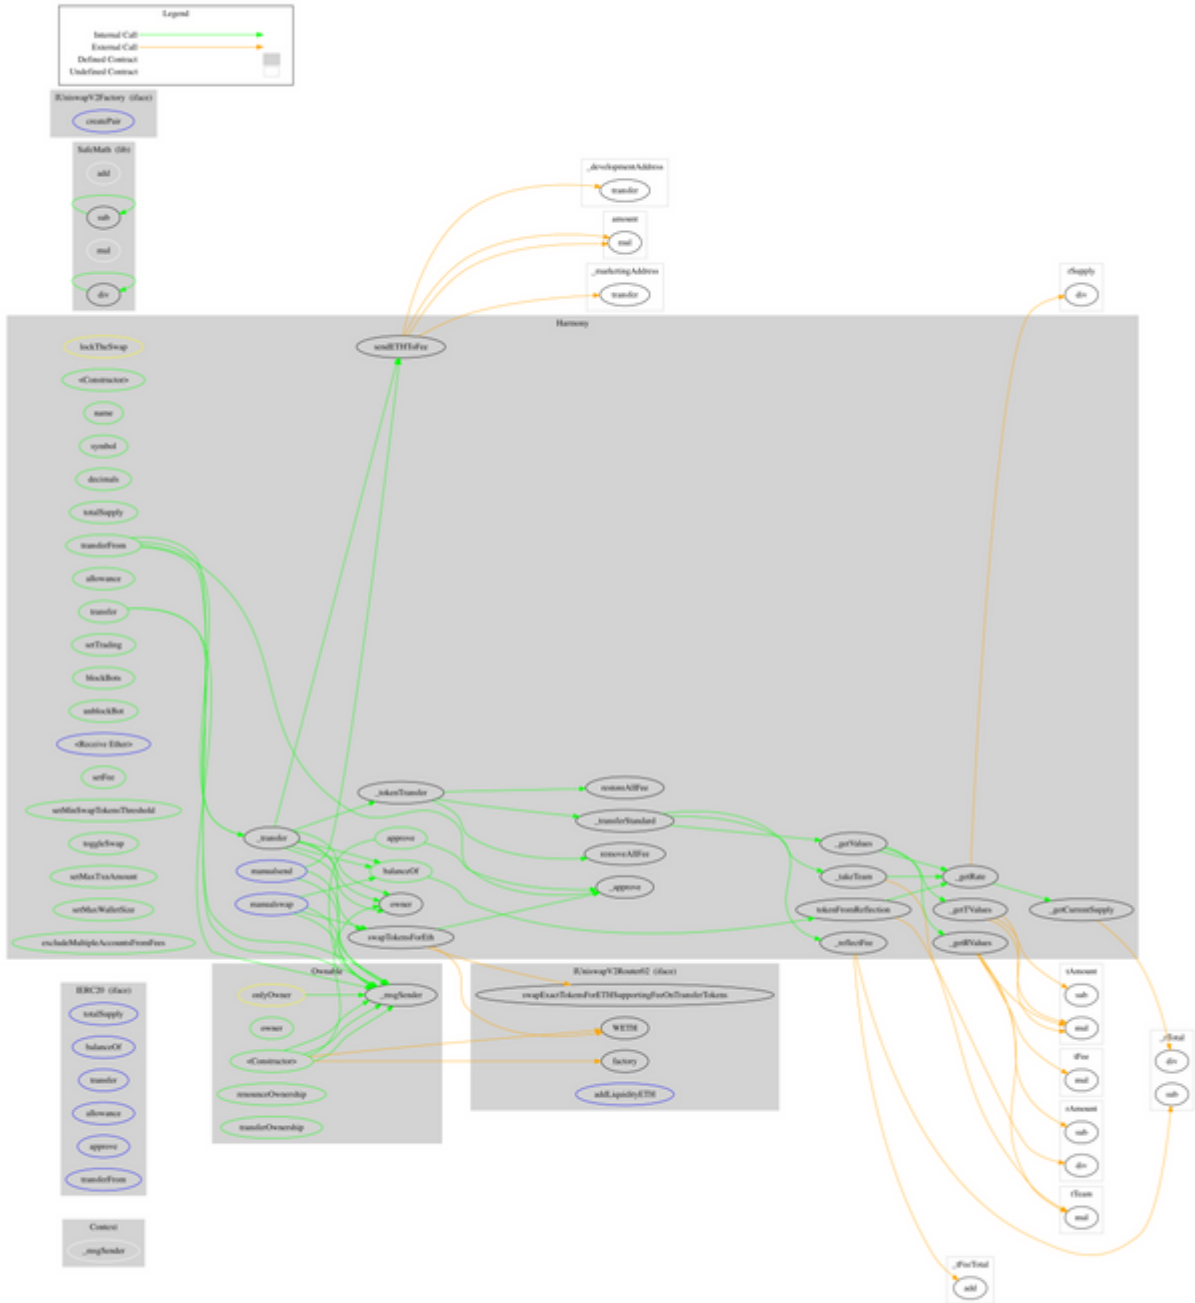 Legend
Internal Call
External Call
Defined Contract
Undefined Contract
IUniswapV2Factory (iface)
createPair
SafeMath (lib)
add
sub
mul
div
_developmentAddress
transfer
amount
mul
_marketingAddress
transfer
rSupply
div
Harmony
lockTheSwap
sendETHToFee
<Constructor>
name
symbol
decimals
totalSupply
transferFrom
allowance
transfer
setTrading
blockBots
unblockBot
<Receive Ether>
setFee
setMinSwapTokensThreshold
toggleSwap
setMaxTxnAmount
setMaxWalletSize
excludeMultipleAccountsFromFees
_transfer
manualsend
manualswap
_tokenTransfer
approve
balanceOf
owner
swapTokensForEth
restoreAllFee
_transferStandard
removeAllFee
_approve
_getValues
_takeTeam
tokenFromReflection
_reflectFee
_getRate
_getTValues
_getRValues
_getCurrentSupply
Ownable
onlyOwner
_msgSender
owner
<Constructor>
renounceOwnership
transferOwnership
IUniswapV2Router02 (iface)
swapExactTokensForETHSupportingFeeOnTransferTokens
WETH
factory
addLiquidityETH
IERC20 (iface)
totalSupply
balanceOf
transfer
allowance
approve
transferFrom
Context
_msgSender
tAmount
sub
mul
tFee
mul
rAmount
sub
div
tTeam
mul
_rTotal
div
sub
_tFeeTotal
add